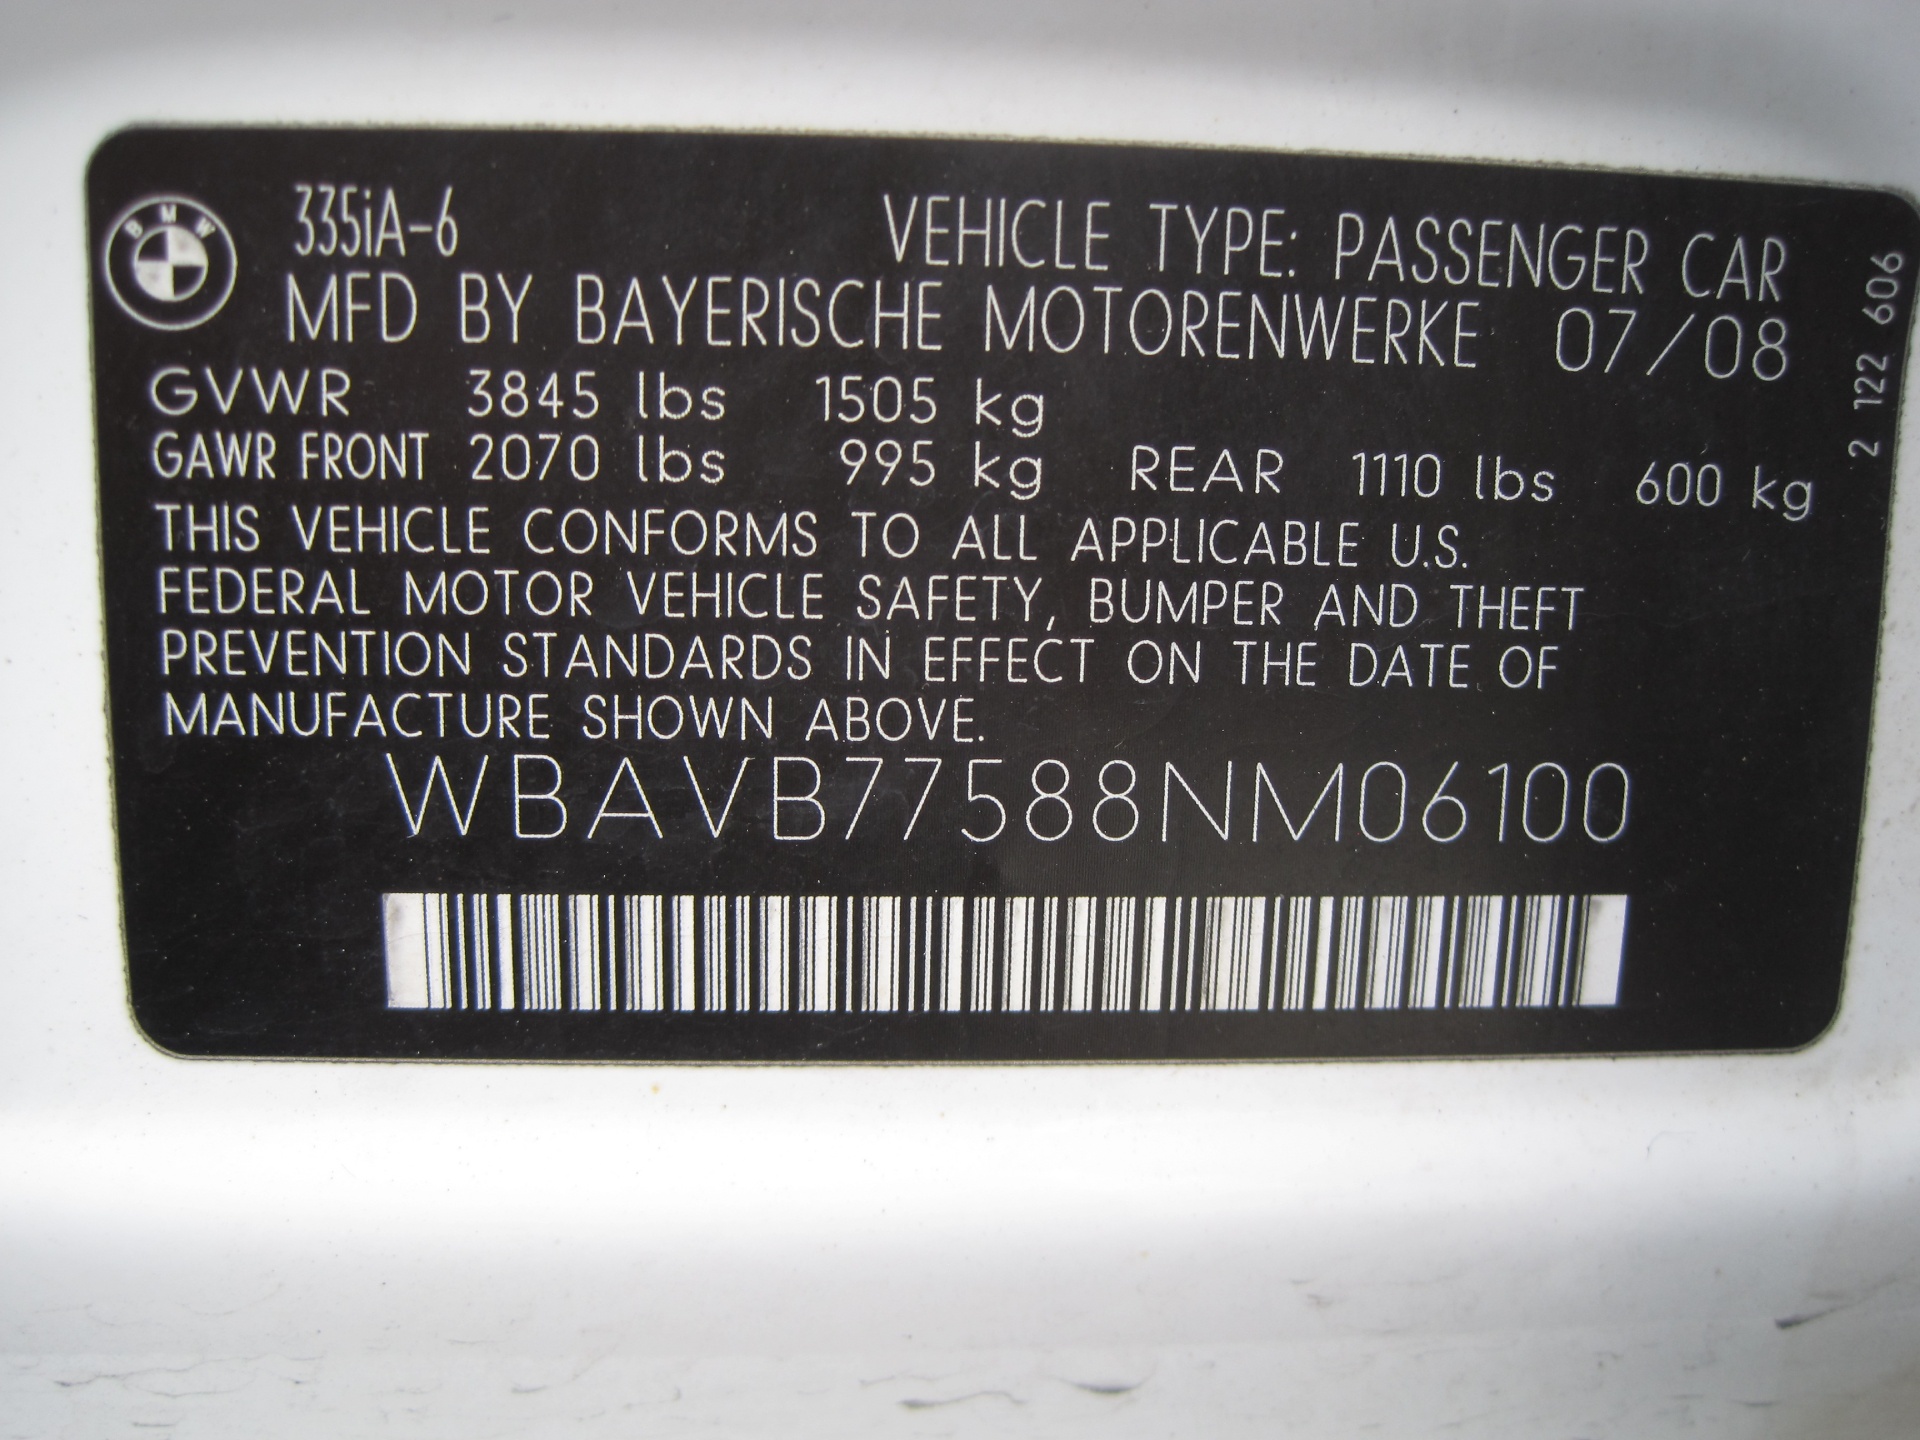 BMW
335iA-6
VEHICLE TYPE: PASSENGER CAR
MFD BY BAYERISCHE MOTORENWERKE 07/08
GVWR 3845 lbs 1505 kg
GAWR FRONT 2070 lbs 995 kg REAR 1110 lbs 600 kg
THIS VEHICLE CONFORMS TO ALL APPLICABLE U.S.
FEDERAL MOTOR VEHICLE SAFETY, BUMPER AND THEFT
PREVENTION STANDARDS IN EFFECT ON THE DATE OF
MANUFACTURE SHOWN ABOVE.
WBAVB77588NM06100
2 122 606